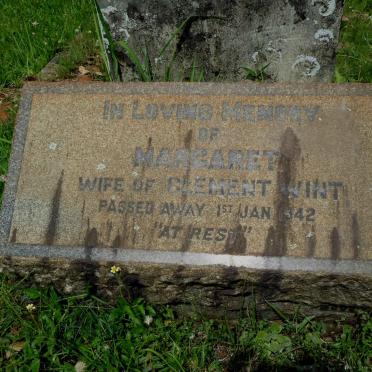 IN LOVING MEMORY
OF
MARGARET
WIFE OF CLEMENT WINT
PASSED AWAY 1ST JAN 1942
"AT REST"